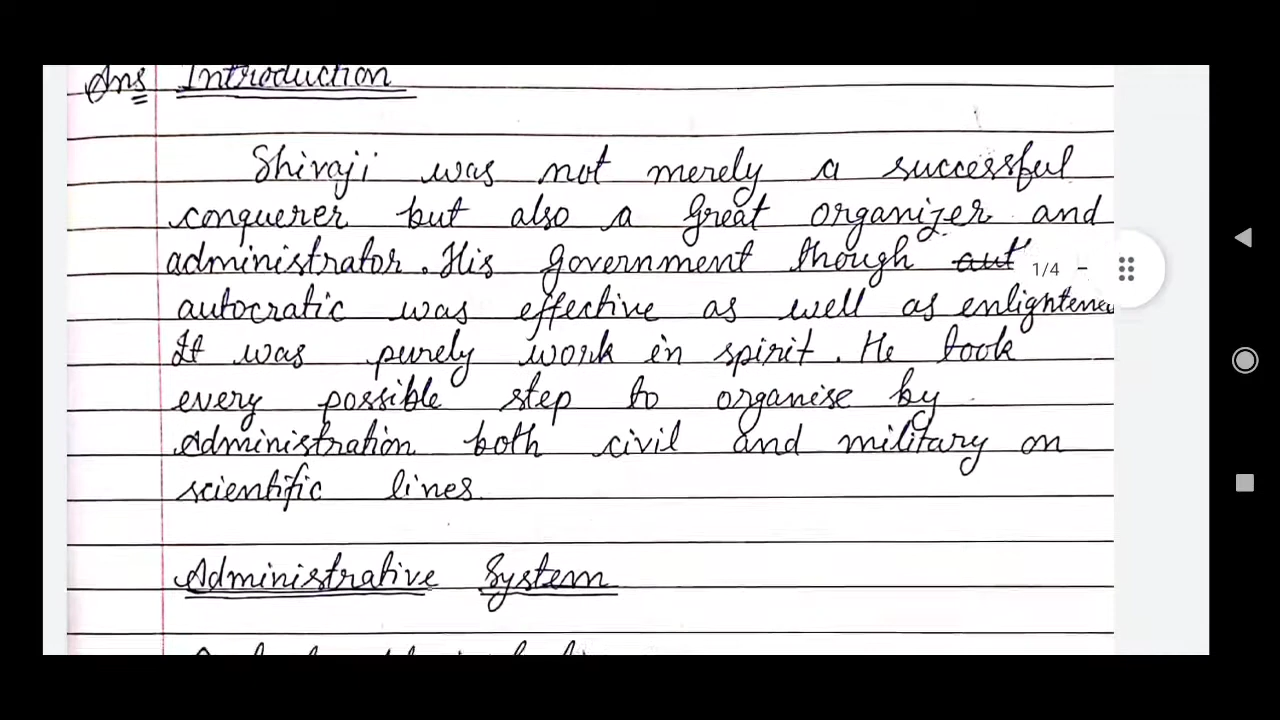 Ans Introduction
Shivaji was not merely a successful
conquerer but also a great organizer and
administrator. His government though aut
1/4
autocratic was effective as well as enlightened
It was purely work in spirit. He took
every possible step to organise by
administration both civil and military on
scientific lines
Administrative System